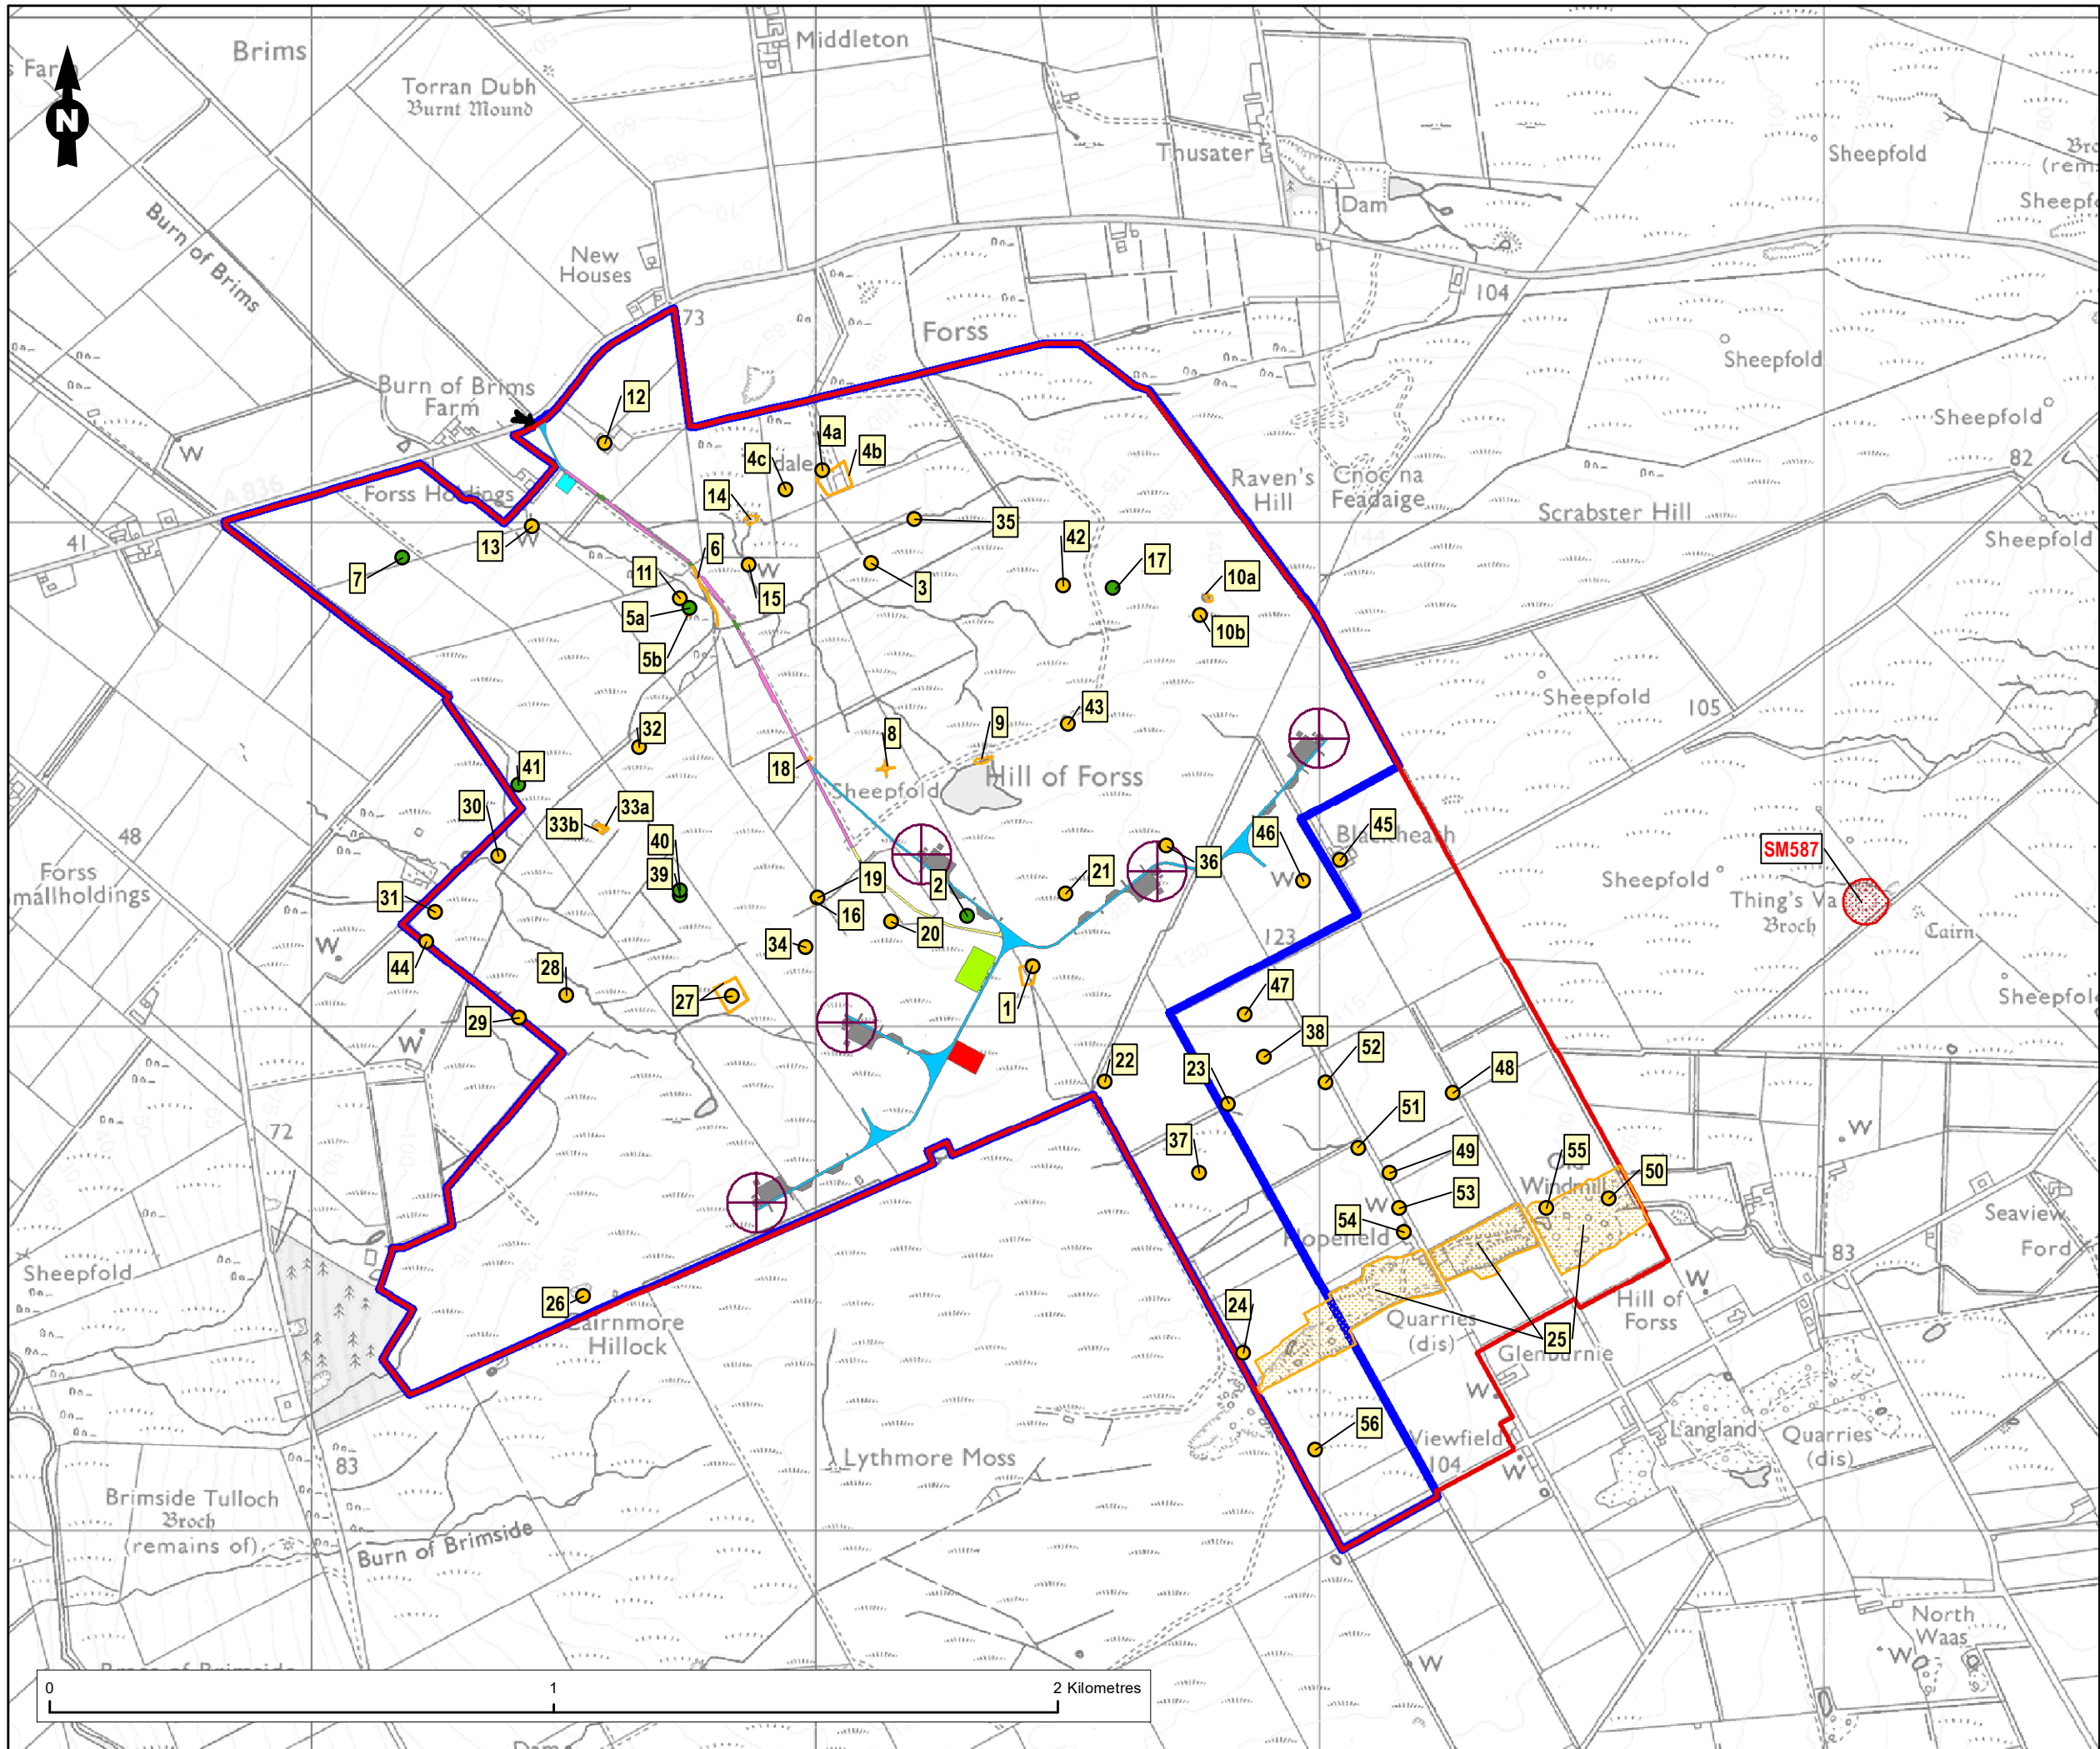 Brims
Middleton
Torran Dubh
Burnt Mound
N
106
Thusater
Sheepfold
Dam
Burn of Brims
New
Houses
104
73
Forss
Sheepfold
Burn of Brims
Farm
12
4a
4b
4c
Sheepfold
W
Raven's
Hill
Cnoc na
Feadaige
82
A 836
Forss Holdings
14
Scrabster Hill
35
41
13
W
42
Sheepfold
6
17
7
11
W
3
10a
15
5a
10b
5b
Sheepfold
105
32
8
9
43
18
41
Hill of Forss
Sheepfold
30
33b
33a
46
45
48
40
SM587
Forss
39
19
2
21
36
W
Sheepfold
Thing's Va
Broch
31
16
20
Cairn
W
34
123
44
28
47
27
1
29
38
W
52
22
23
48
51
72
W
37
49
55
50
53
W
54
Seaview
Ford
83
Sheepfold
W
Hill of
Forss
26
Cairnmore
Hillock
24
Quarries
(dis)
25
Glenburnie
W
56
Langland
Quarries
(dis)
Viewfield
104
W
83
Lythmore Moss
Brimside Tulloch
Broch
(remains of)
Burn of Brimside
North
Waas
W
W
0 1 2 Kilometres